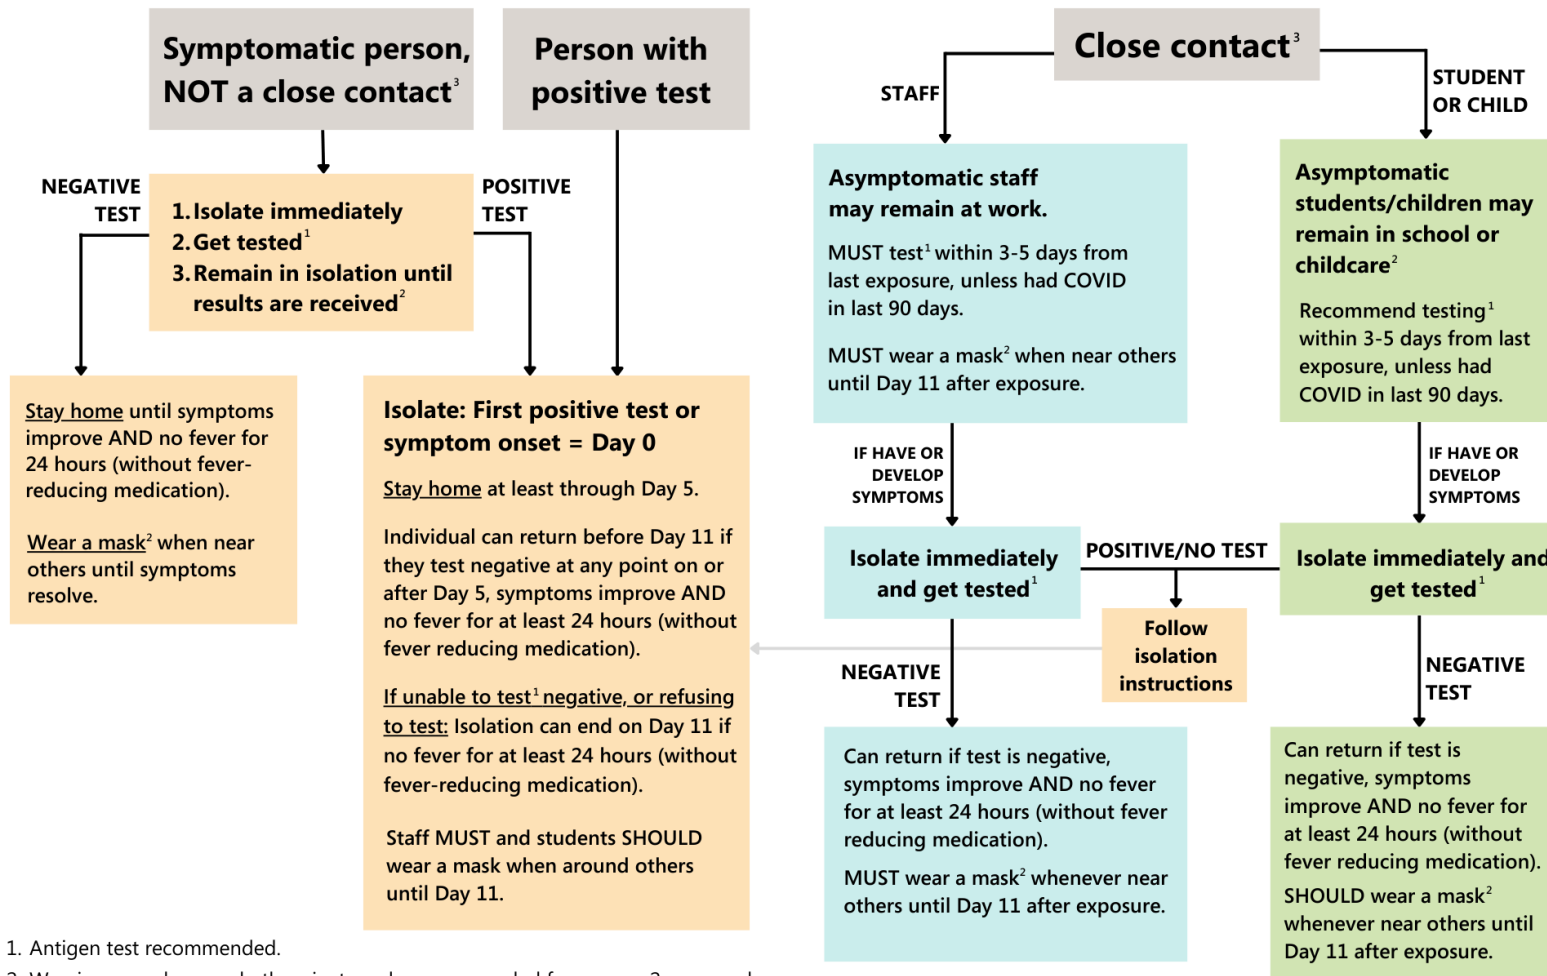 Symptomatic person,
NOT a close contact³
Person with
positive test
Close contact³
STAFF
STUDENT
OR CHILD
NEGATIVE
TEST
1. Isolate immediately
2. Get tested¹
3. Remain in isolation until
results are received²
POSITIVE
TEST
Stay home until symptoms
improve AND no fever for
24 hours (without fever-
reducing medication).
Wear a mask² when near
others until symptoms
resolve.
Isolate: First positive test or
symptom onset = Day 0
Stay home at least through Day 5.
Individual can return before Day 11 if
they test negative at any point on or
after Day 5, symptoms improve AND
no fever for at least 24 hours (without
fever reducing medication).
If unable to test¹ negative, or refusing
to test: Isolation can end on Day 11 if
no fever for at least 24 hours (without
fever-reducing medication).
Staff MUST and students SHOULD
wear a mask when around others
until Day 11.
Asymptomatic staff
may remain at work.
MUST test¹ within 3-5 days from
last exposure, unless had COVID
in last 90 days.
MUST wear a mask² when near others
until Day 11 after exposure.
IF HAVE OR
DEVELOP
SYMPTOMS
Isolate immediately
and get tested¹
POSITIVE/NO TEST
Follow
isolation
instructions
NEGATIVE
TEST
Can return if test is negative,
symptoms improve AND no fever
for at least 24 hours (without fever
reducing medication).
MUST wear a mask² whenever near
others until Day 11 after exposure.
Asymptomatic
students/children may
remain in school or
childcare²
Recommend testing¹
within 3-5 days from last
exposure, unless had
COVID in last 90 days.
IF HAVE OR
DEVELOP
SYMPTOMS
Isolate immediately and
get tested¹
NEGATIVE
TEST
Can return if test is
negative, symptoms
improve AND no fever for
at least 24 hours (without
fever reducing medication).
SHOULD wear a mask²
whenever near others until
Day 11 after exposure.
1. Antigen test recommended.